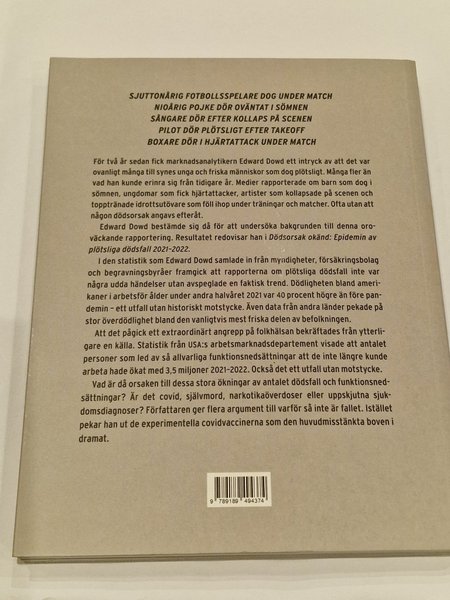 SJUTTONÅRIG FOTBOLLSSPELARE DOG UNDER MATCH
NIOÅRIG POJKE DÖR OVÄNTAT I SÖMNEN
SÅNGARE DÖR EFTER KOLLAPS PÅ SCENEN
PILOT DÖR PLÖTSLIGT EFTER TAKEOFF
BOXARE DÖR I HJÄRTATTACK UNDER MATCH
För två år sedan fick marknadsanalytikern Edward Dowd ett intryck av att det var
ovanligt många till synes unga och friska människor som dog plötsligt. Många fler än
vad han kunde erinra sig från tidigare år. Medier rapporterade om barn som dog i
sömnen, ungdomar som fick hjärtattacker, artister som kollapsade på scenen och
topptränade idrottsutövare som föll ihop under träningar och matcher. Ofta utan att
någon dödsorsak angavs efteråt.
Edward Dowd bestämde sig då för att undersöka bakgrunden till denna oro-
väckande rapportering. Resultatet redovisar han i Dödsorsak okänd: Epidemin av
plötsliga dödsfall 2021–2022.
I den statistik som Edward Dowd samlade in från myndigheter, försäkringsbolag
och begravningsbyråer framgick att rapporterna om plötsliga dödsfall inte var
några udda händelser utan avspeglade en faktisk trend. Dödligheten bland ameri-
kaner i arbetsför ålder under andra halvåret 2021 var 40 procent högre än före pan-
demin – ett utfall utan historiskt motstycke. Även data från andra länder pekade på
stor överdödlighet bland den vanligtvis mest friska delen av befolkningen.
Att det pågick ett extraordinärt angrepp på folkhälsan bekräftades från ytterli-
gare en källa. Statistik från USA:s arbetsmarknadsdepartement visade att antalet
personer som led av så allvarliga funktionsnedsättningar att de inte längre kunde
arbeta hade ökat med 3,5 miljoner 2021-2022. Också det ett utfall utan motstycke.
Vad är då orsaken till dessa stora ökningar av antalet dödsfall och funktionsned-
sättningar? Är det covid, självmord, narkotikaöverdoser eller uppskjutna sjuk-
domsdiagnoser? Författaren ger flera argument till varför så inte är fallet. Istället
pekar han ut de experimentella covidvaccinerna som den huvudmisstänkta boven i
dramat.
9 789189 494374